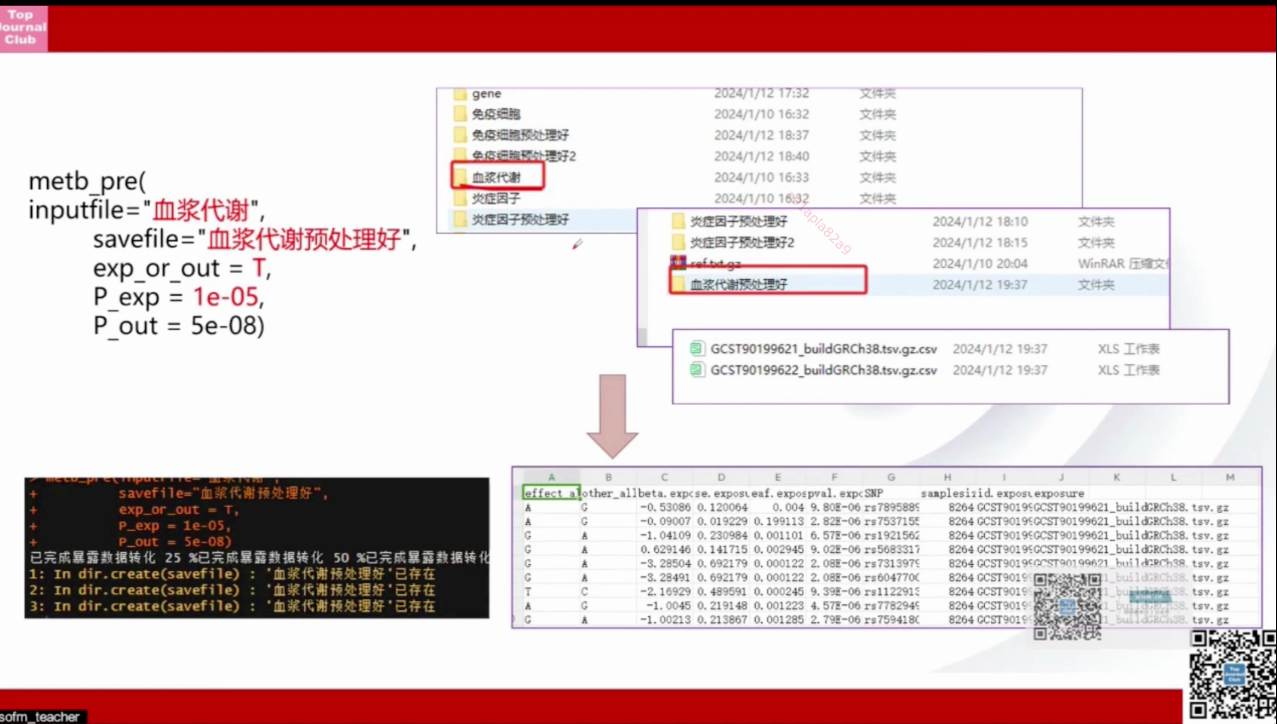 Top
Journal
Club
gene 2024/1/12 17:32 文件夹
免疫细胞 2024/1/10 16:32 文件夹
免疫细胞预处理好 2024/1/12 18:37 文件夹
免疫细胞预处理好2 2024/1/12 18:40 文件夹
血浆代谢 2024/1/10 16:33 文件夹
炎症因子 2024/1/10 16:32 文件夹
炎症因子预处理好
metb_pre(
inputfile="血浆代谢",
savefile="血浆代谢预处理好",
exp_or_out = T,
P_exp = 1e-05,
P_out = 5e-08)
炎症因子预处理好 2024/1/12 18:10 文件夹
炎症因子预处理好2 2024/1/12 18:15 文件夹
ref.txt.gz 2024/1/10 20:04 WinRAR 压缩文
血浆代谢预处理好 2024/1/12 19:37 文件夹
GCST90199621_buildGRCh38.tsv.gz.csv 2024/1/12 19:37 XLS 工作表
GCST90199622_buildGRCh38.tsv.gz.csv 2024/1/12 19:37 XLS 工作表
+ savefile="血浆代谢预处理好",
+ exp_or_out = T,
+ P_exp = 1e-05,
+ P_out = 5e-08)
已完成暴露数据转化 25 %已完成暴露数据转化 50 %已完成暴露数据转化
1: In dir.create(savefile) : '血浆代谢预处理好'已存在
2: In dir.create(savefile) : '血浆代谢预处理好'已存在
3: In dir.create(savefile) : '血浆代谢预处理好'已存在
A B C D E F G H I J K L M
effect_a other_all beta.expo se.exposu eaf.expos pval.expo SNP samplesiz id.exposu exposure
A G -0.53086 0.120064 0.004 9.80E-06 rs7895889 8264 GCST90199 GCST90199621_buildGRCh38.tsv.gz
A G -0.09007 0.019229 0.199113 2.82E-06 rs7537155 8264 GCST90199 GCST90199621_buildGRCh38.tsv.gz
G A -1.04109 0.230984 0.001101 6.57E-06 rs1921562 8264 GCST90199 GCST90199621_buildGRCh38.tsv.gz
G A 0.629146 0.141715 0.002945 9.02E-06 rs5683317 8264 GCST90199 GCST90199621_buildGRCh38.tsv.gz
G A -3.28504 0.692179 0.000122 2.08E-06 rs7313979 8264 GCST90199 GCST90199621_buildGRCh38.tsv.gz
G A -3.28491 0.692179 0.000122 2.08E-06 rs6047700 8264 GCST9019
T C -2.16929 0.489591 0.000245 9.39E-06 rs1122913 8264 GCST9019
A G -1.0045 0.219148 0.001223 4.57E-06 rs7782949 8264 GCST9019
G A -1.00213 0.213867 0.001285 2.79E-06 rs7594180 8264 GCST9019
Top
Journal
Club
sofm_teacher